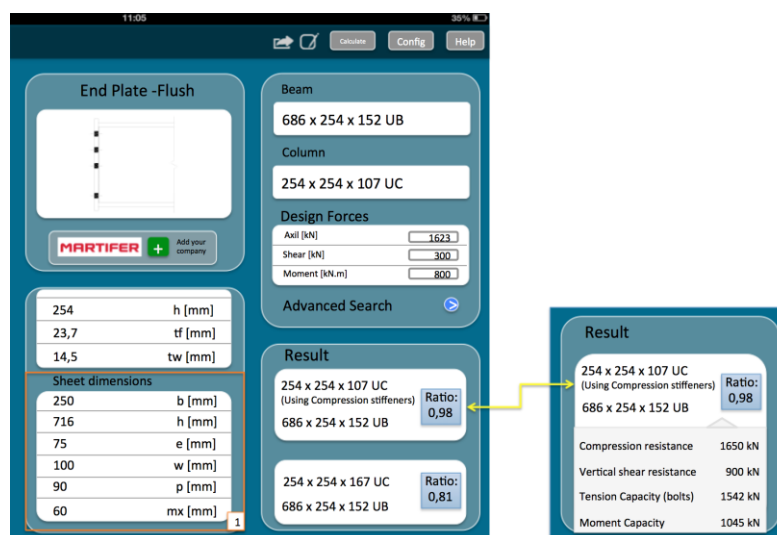 11:05
35%
Calculate
Config
Help
End Plate -Flush
MARTIFER + Add your company
254 h [mm]
23,7 tf [mm]
14,5 tw [mm]
Sheet dimensions
250 b [mm]
716 h [mm]
75 e [mm]
100 w [mm]
90 p [mm]
60 mx [mm]
1
Beam
686 x 254 x 152 UB
Column
254 x 254 x 107 UC
Design Forces
Axil [kN] 1623
Shear [kN] 300
Moment [kN.m] 800
Advanced Search
Result
254 x 254 x 107 UC
(Using Compression stiffeners)
686 x 254 x 152 UB
Ratio:
0,98
254 x 254 x 167 UC
686 x 254 x 152 UB
Ratio:
0,81
Result
254 x 254 x 107 UC
(Using Compression stiffeners)
686 x 254 x 152 UB
Ratio:
0,98
Compression resistance 1650 kN
Vertical shear resistance 900 kN
Tension Capacity (bolts) 1542 kN
Moment Capacity 1045 kN